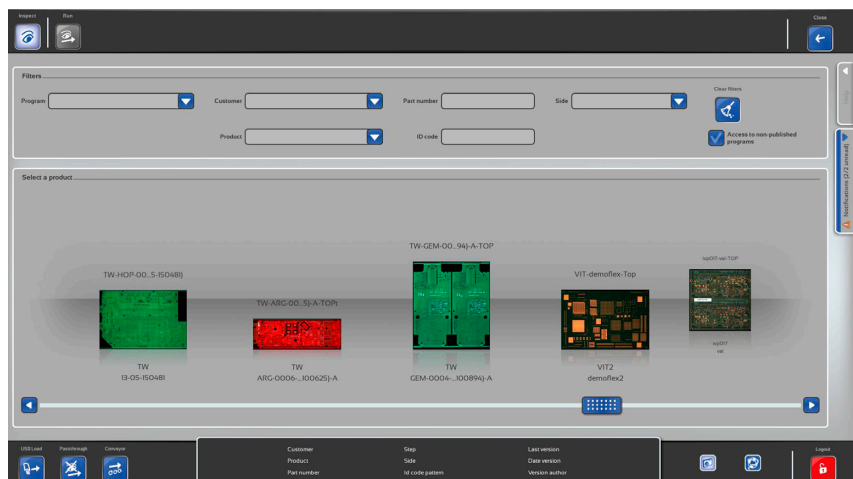 Inspect Run Close
Filters
Program Customer Part number Side Clear filters
Product ID code Access to non-published
programs
Help
Notifications (2/2 unread)
Select a product
TW-GEM-00..94)-A-TOP
TW-HOP-00..5-150481) VIT-demoflex-Top
TW-ARG-00..5)-A-TOP1
TW TW TW VIT2
13-05-150481 ARG-0006-..100625)-A GEM-0004-..100894)-A demoflex2
val
USB Load Passthrough Conveyor Logout
Customer Step Last version
Product Side Date version
Part number Id code pattern Version author